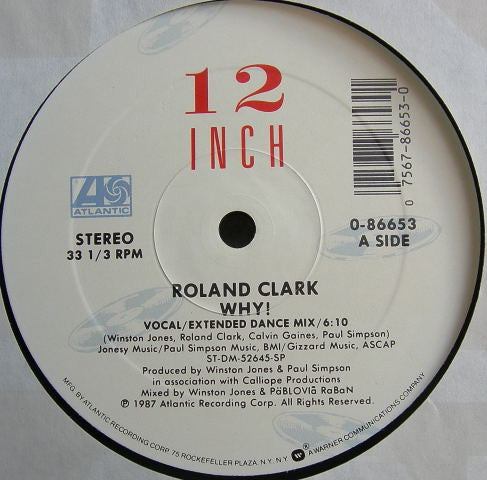 12
INCH
0 7567-86653-0
ATLANTIC
STEREO
33 1/3 RPM
0-86653
A SIDE
ROLAND CLARK
WHY!
VOCAL/EXTENDED DANCE MIX/6:10
(Winston Jones, Roland Clark, Calvin Gaines, Paul Simpson)
Jonesy Music/Paul Simpson Music, BMI/Gizzard Music, ASCAP
ST-DM-52645-SP
Produced by Winston Jones & Paul Simpson
in association with Calliope Productions
Mixed by Winston Jones & PäBLOVIä RaBaN
℗ 1987 Atlantic Recording Corp. All Rights Reserved.
MFG. BY ATLANTIC RECORDING CORP. 75 ROCKEFELLER PLAZA, N.Y. N.Y. W ® A WARNER COMMUNICATIONS COMPANY